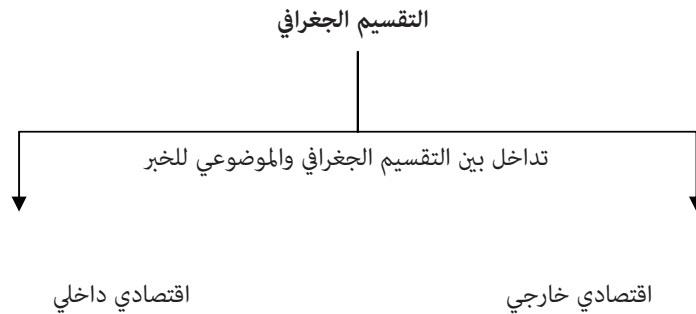 التقسيم الجغرافي
تداخل بين التقسيم الجغرافي والموضوعي للخبر
اقتصادي خارجي
اقتصادي داخلي